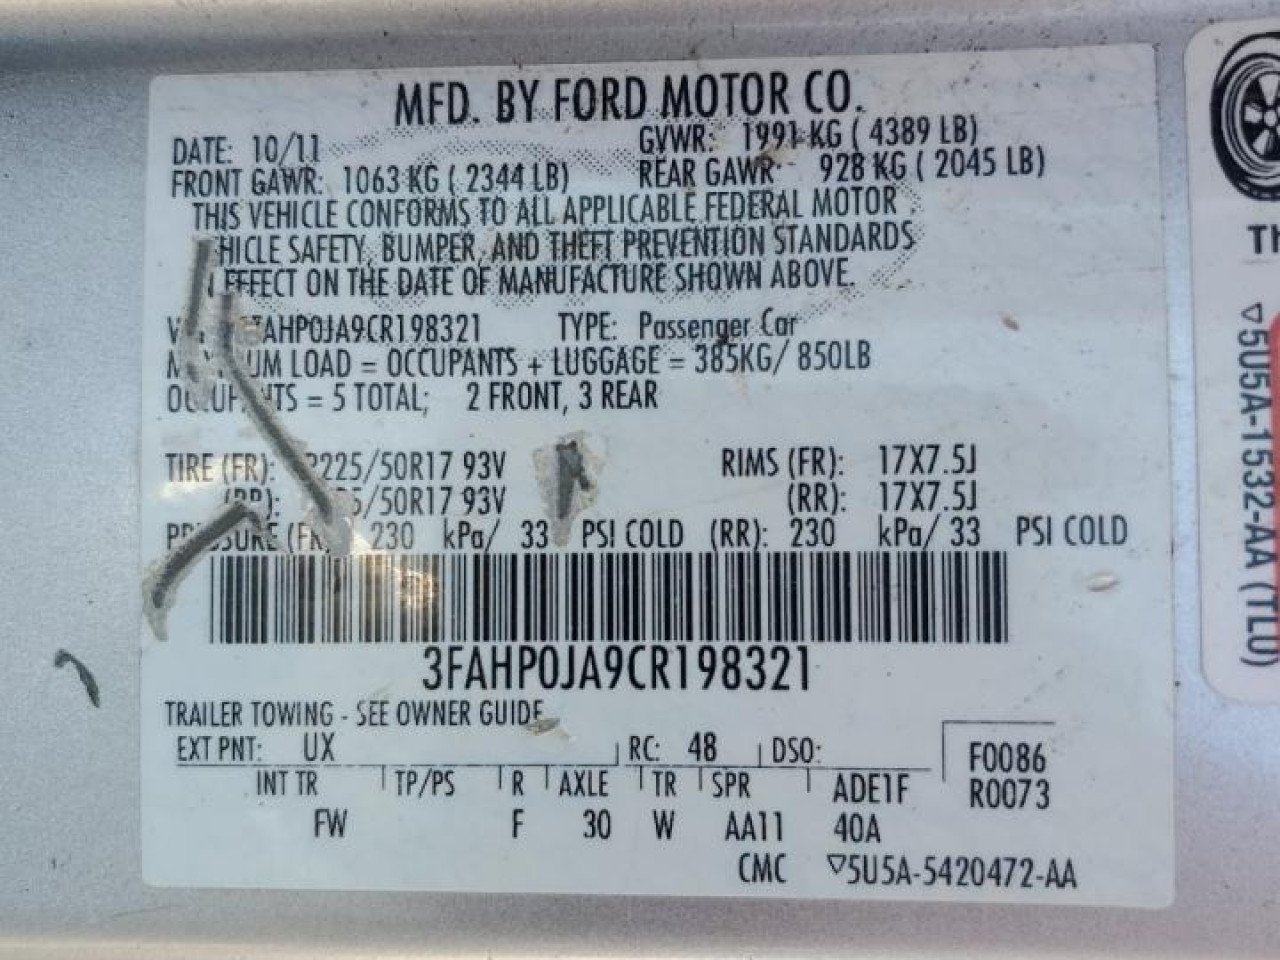 MFD. BY FORD MOTOR CO.
DATE: 10/11 GVWR: 1991 KG ( 4389 LB)
FRONT GAWR: 1063 KG ( 2344 LB) REAR GAWR: 928 KG ( 2045 LB)
THIS VEHICLE CONFORMS TO ALL APPLICABLE FEDERAL MOTOR
HICLE SAFETY, BUMPER, AND THEFT PREVENTION STANDARDS
EFFECT ON THE DATE OF MANUFACTURE SHOWN ABOVE.
FAHP0JA9CR198321 TYPE: Passenger Car
UM LOAD = OCCUPANTS + LUGGAGE = 385KG/ 850LB
TS = 5 TOTAL; 2 FRONT, 3 REAR
TIRE (FR): P225/50R17 93V RIMS (FR): 17X7.5J
(RR): 5/50R17 93V (RR): 17X7.5J
(FR): 230 kPa/ 33 PSI COLD (RR): 230 kPa/ 33 PSI COLD
3FAHP0JA9CR198321
TRAILER TOWING - SEE OWNER GUIDE
EXT PNT: UX RC: 48 DSO: F0086
INT TR TP/PS R AXLE TR SPR ADE1F R0073
FW F 30 W AA11 40A
CMC ▽5U5A-5420472-AA
TH
▽5U5A-1532-AA (TLU)